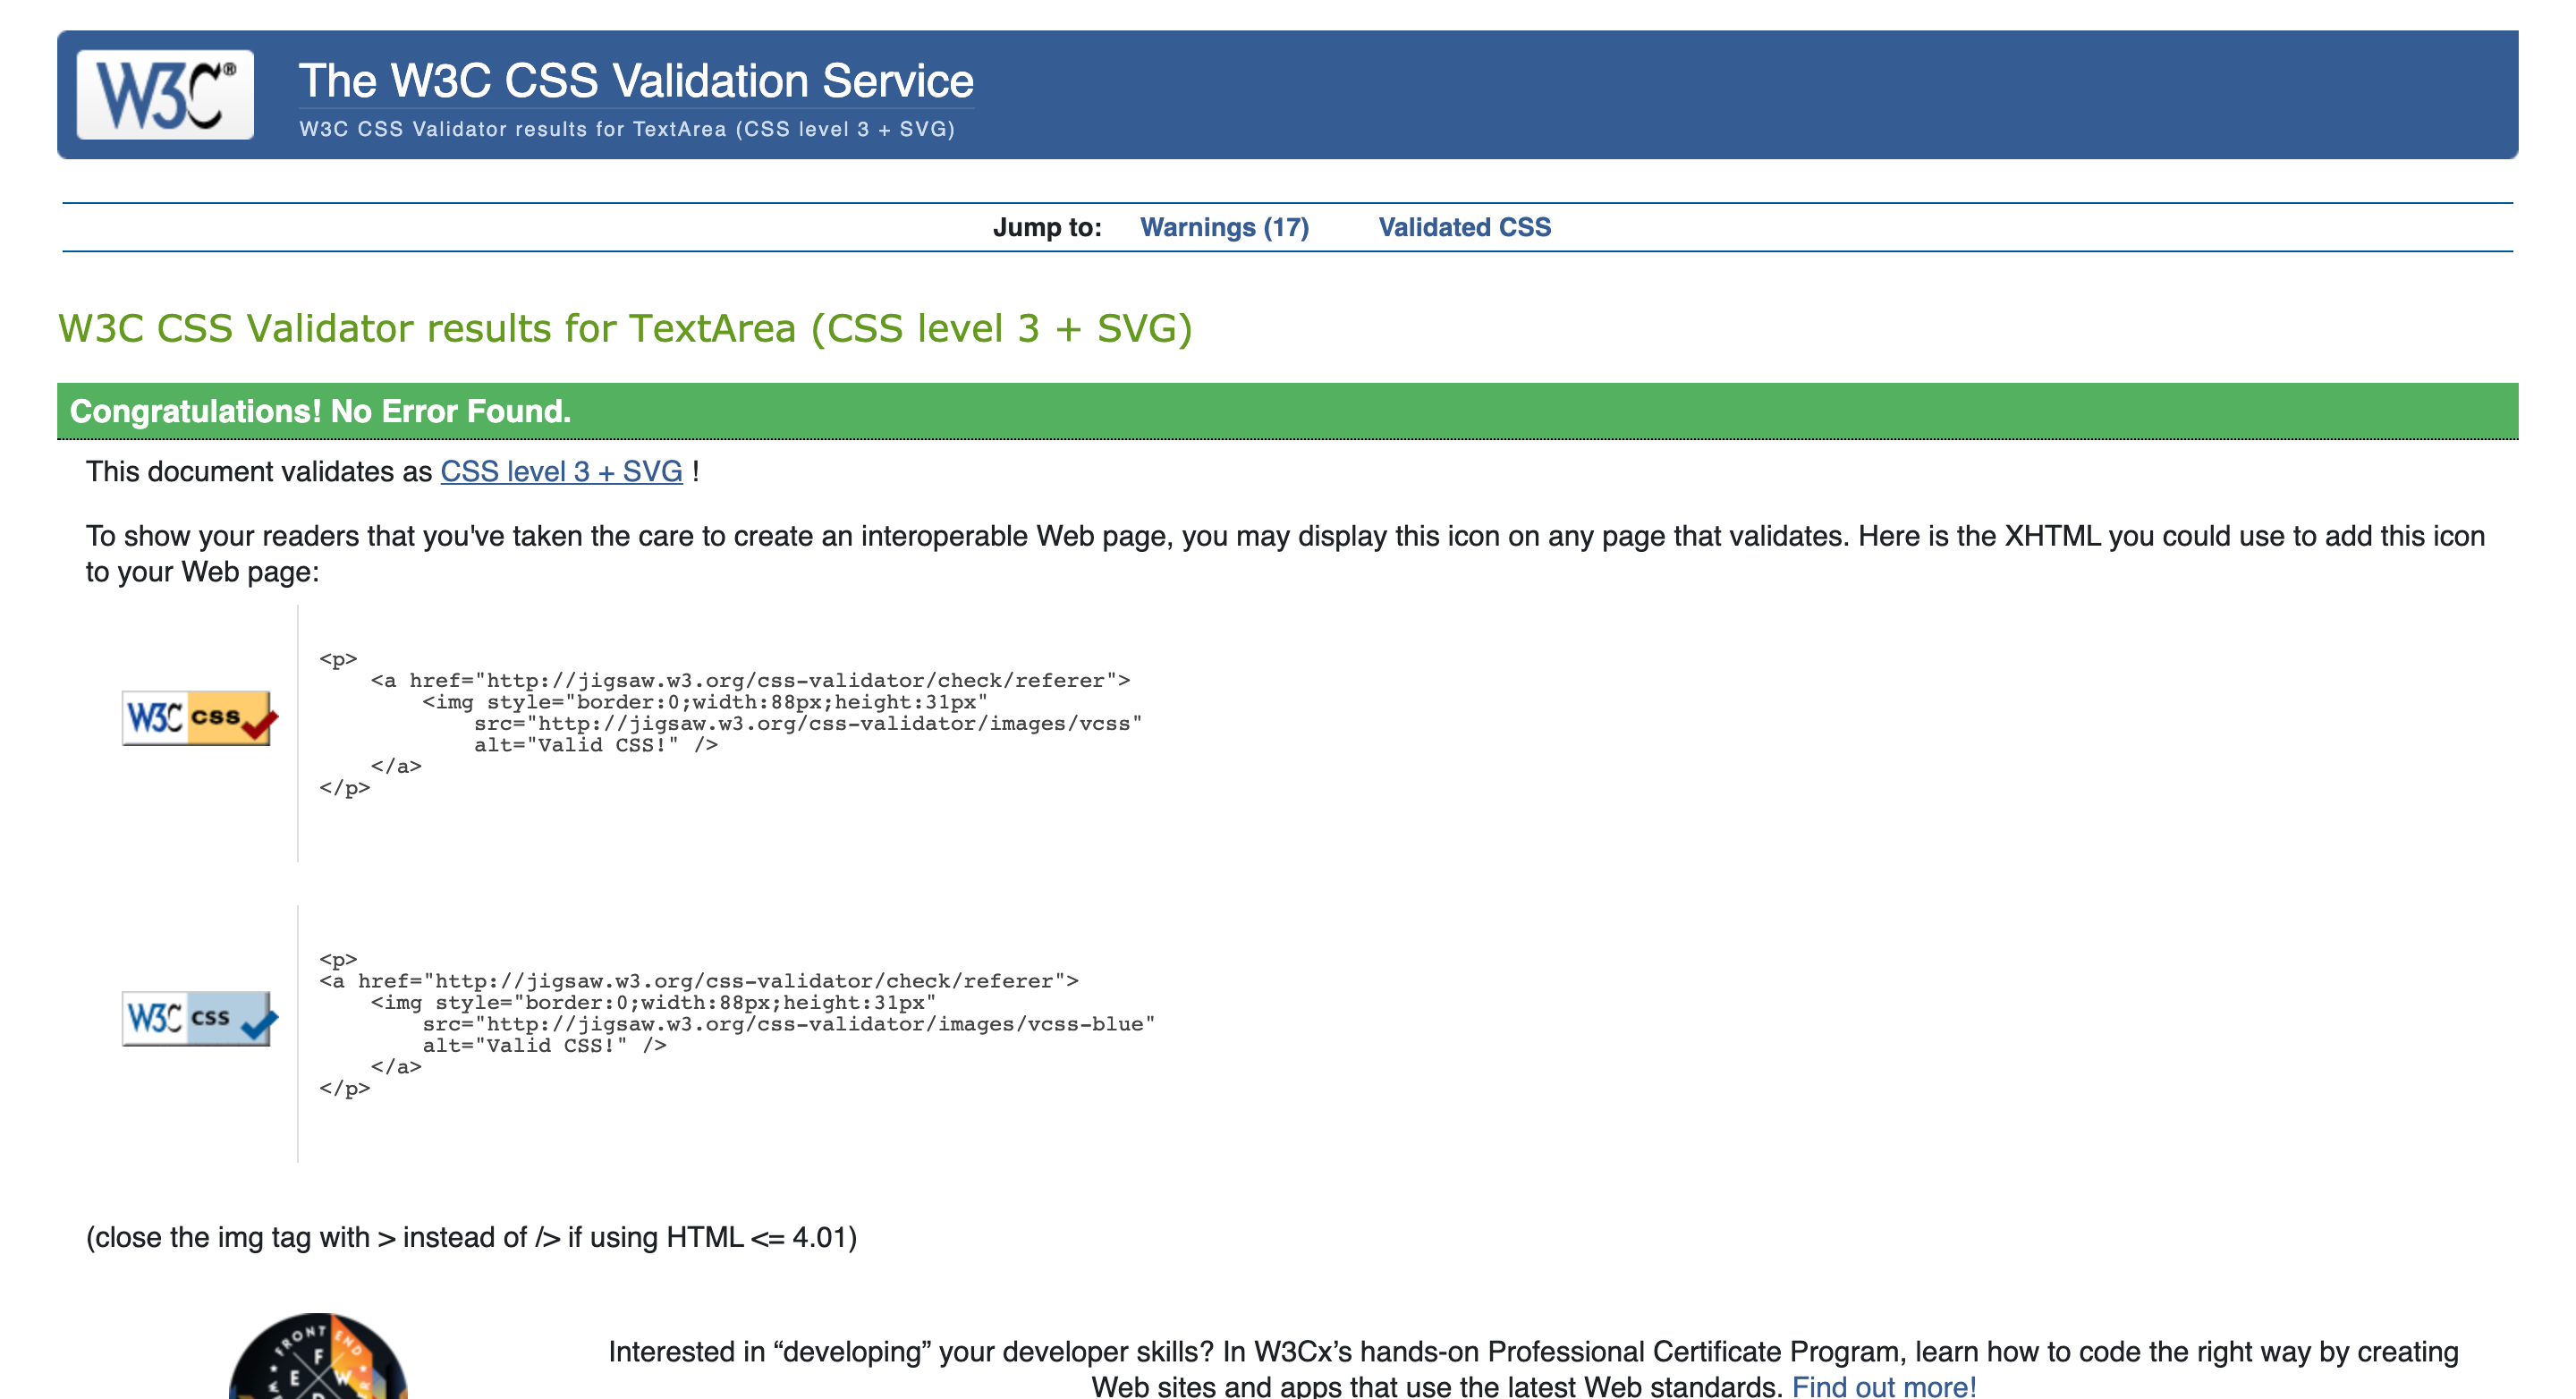 W3C®
The W3C CSS Validation Service
W3C CSS Validator results for TextArea (CSS level 3 + SVG)
Jump to: Warnings (17) Validated CSS
W3C CSS Validator results for TextArea (CSS level 3 + SVG)
Congratulations! No Error Found.
This document validates as CSS level 3 + SVG !
To show your readers that you've taken the care to create an interoperable Web page, you may display this icon on any page that validates. Here is the XHTML you could use to add this icon
to your Web page:
W3C css
<p>
    <a href="http://jigsaw.w3.org/css-validator/check/referer">
        <img style="border:0;width:88px;height:31px"
            src="http://jigsaw.w3.org/css-validator/images/vcss"
            alt="Valid CSS!" />
    </a>
</p>
W3C css
<p>
<a href="http://jigsaw.w3.org/css-validator/check/referer">
    <img style="border:0;width:88px;height:31px"
        src="http://jigsaw.w3.org/css-validator/images/vcss-blue"
        alt="Valid CSS!" />
    </a>
</p>
(close the img tag with > instead of /> if using HTML <= 4.01)
FRONT END
F
E W
D
Interested in “developing” your developer skills? In W3Cx’s hands-on Professional Certificate Program, learn how to code the right way by creating
Web sites and apps that use the latest Web standards. Find out more!